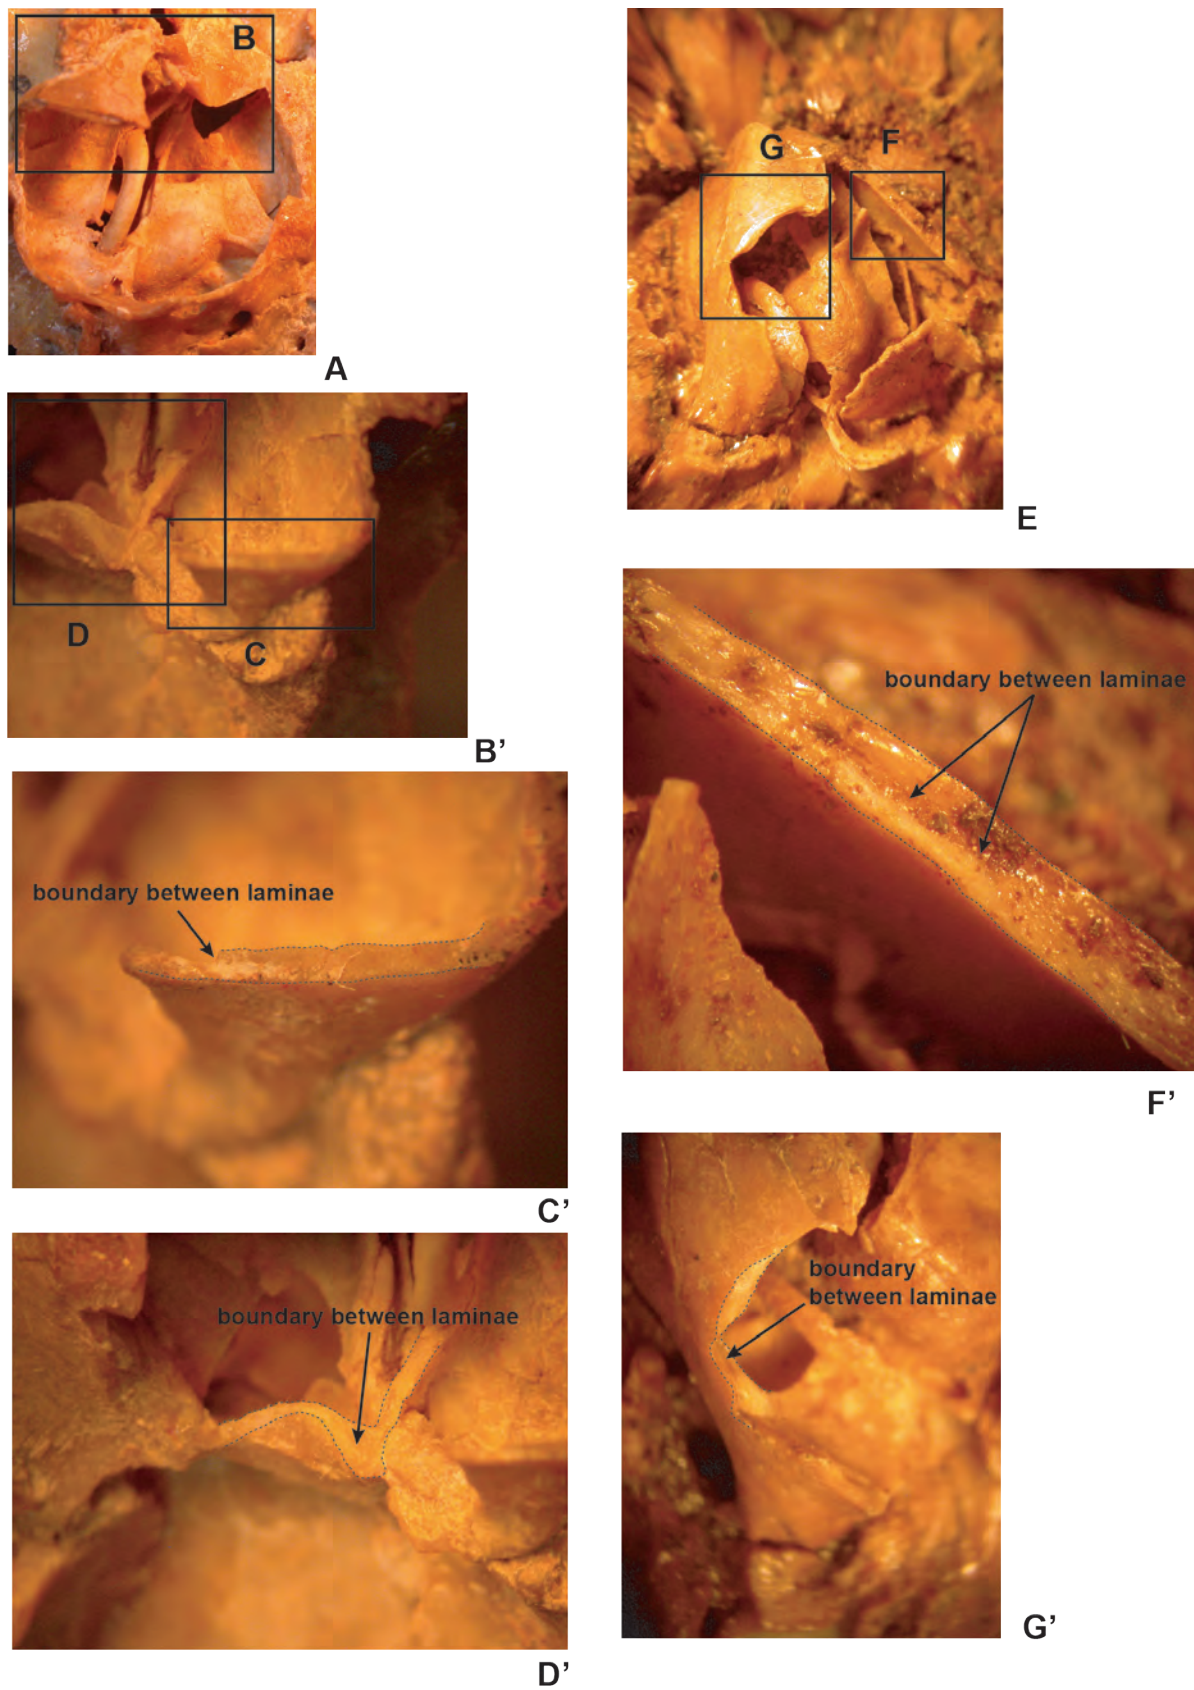 B
A
D
C
B’
boundary between laminae
C’
boundary between laminae
D’
G
F
E
boundary between laminae
F’
boundary
between laminae
G’